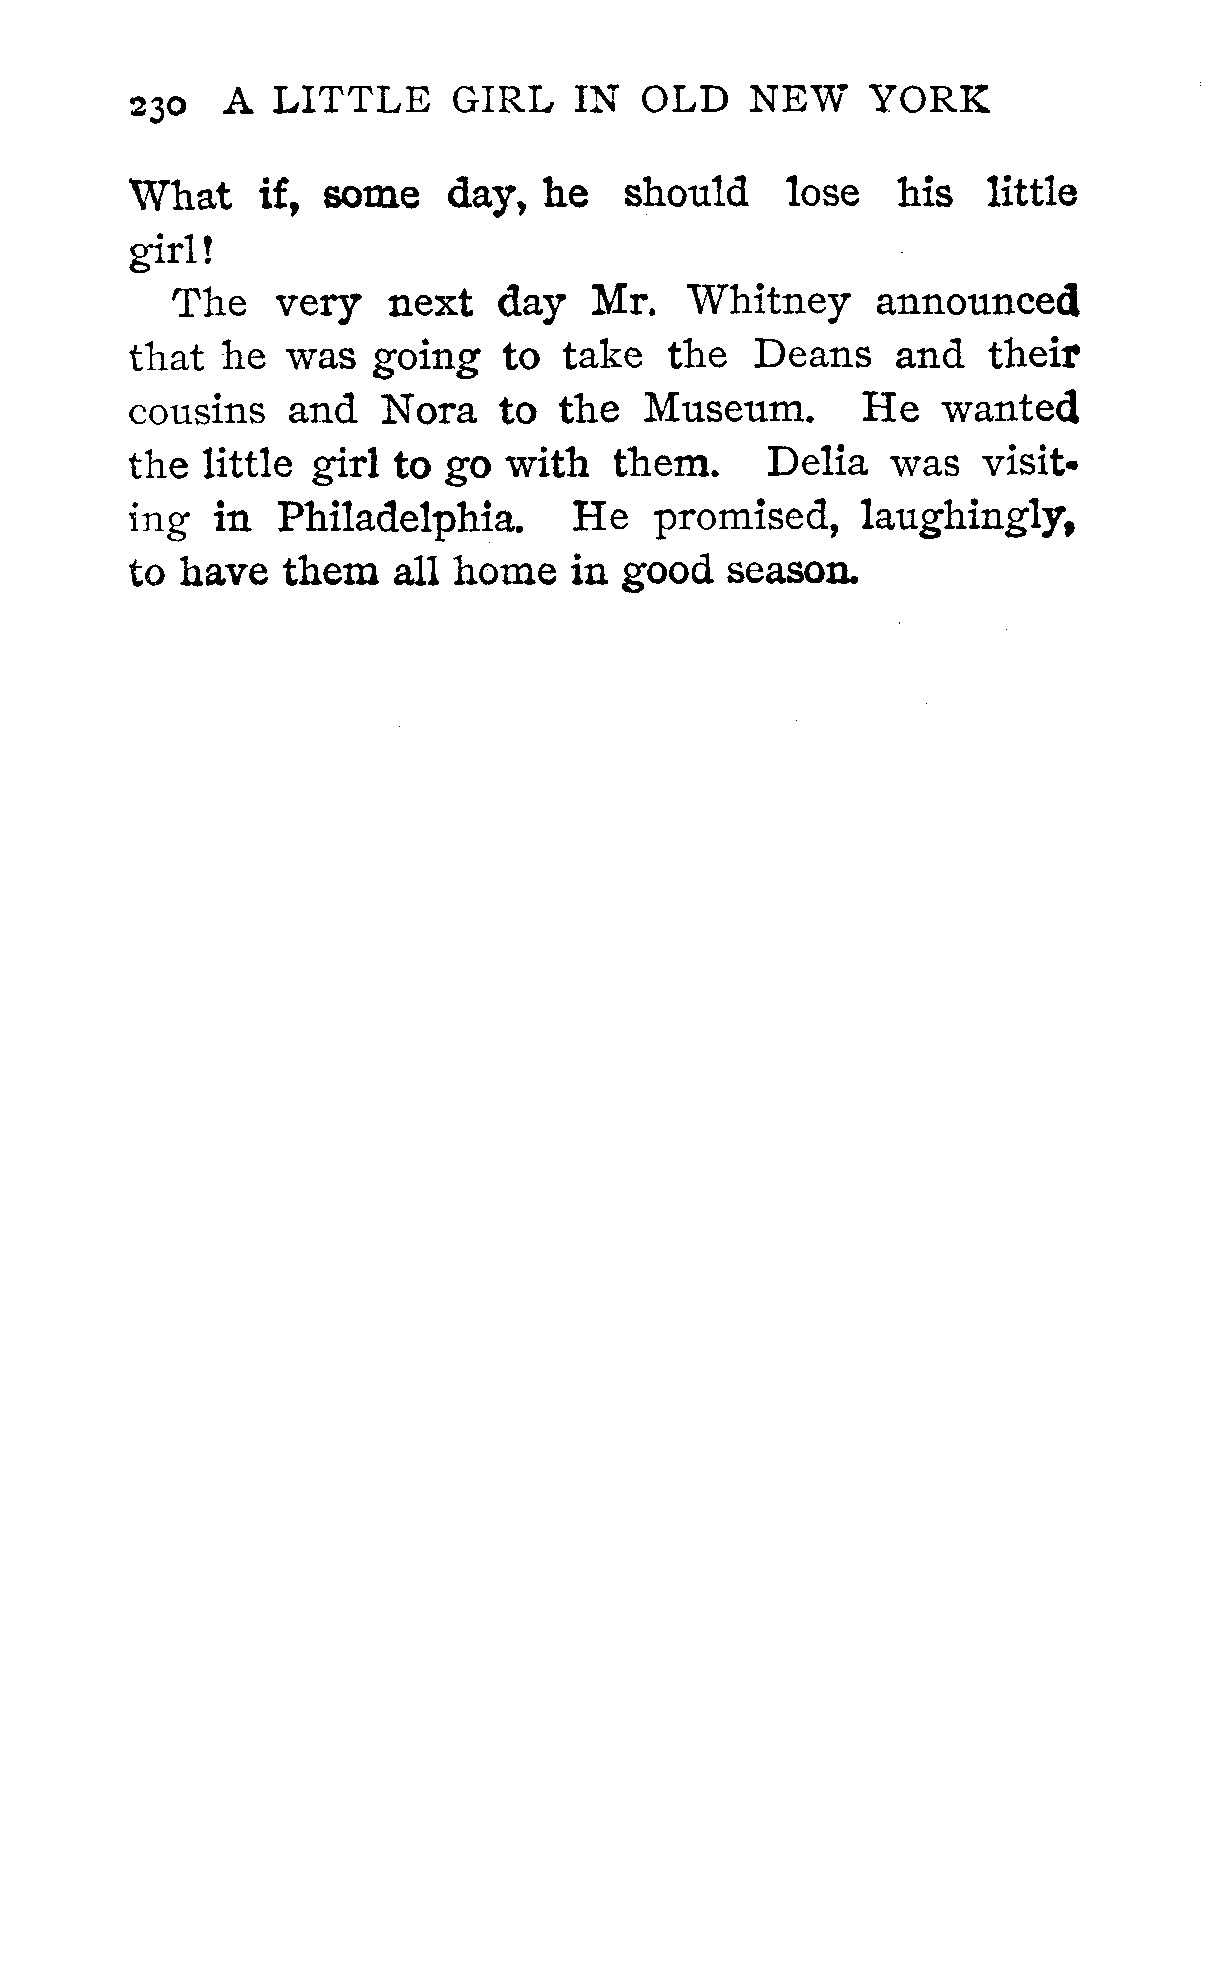 230 A LITTLE GIRL IN OLD NEW YORK
What if, some day, he should lose his little
girl!
The very next day Mr. Whitney announced
that he was going to take the Deans and their
cousins and Nora to the Museum. He wanted
the little girl to go with them. Delia was visit-
ing in Philadelphia. He promised, laughingly,
to have them all home in good season.